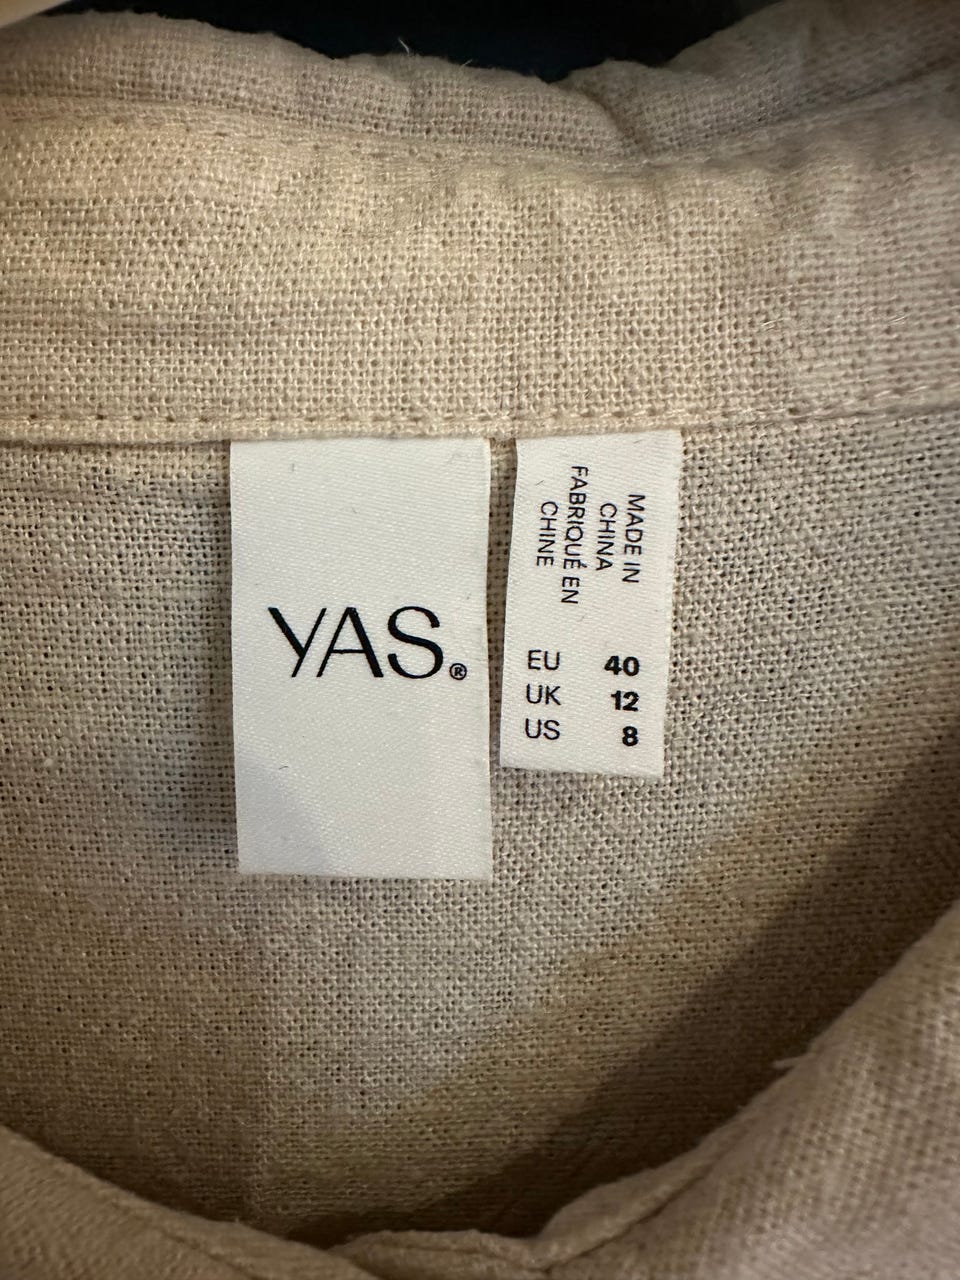 YAS.®
MADE IN
CHINA
FABRIQUÉ EN
CHINE
EU 40
UK 12
US 8